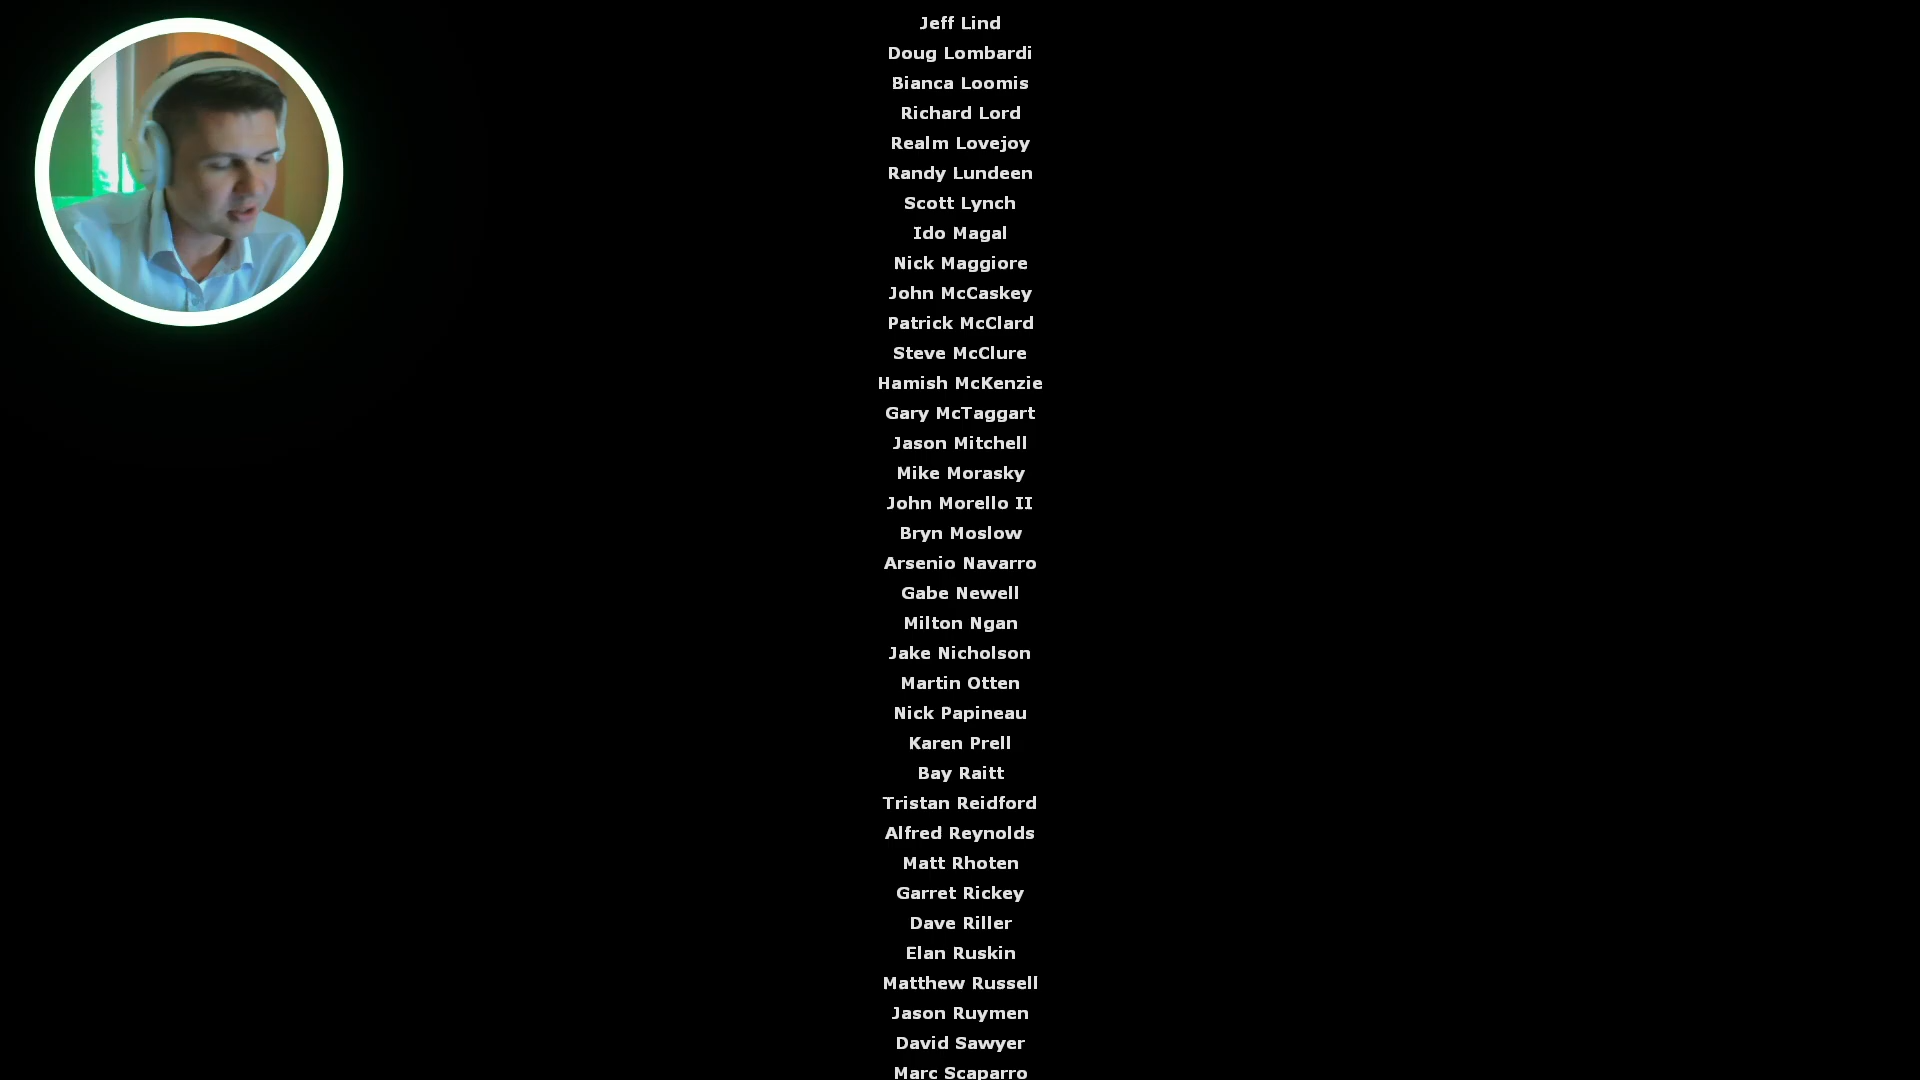 Jeff Lind
Doug Lombardi
Bianca Loomis
Richard Lord
Realm Lovejoy
Randy Lundeen
Scott Lynch
Ido Magal
Nick Maggiore
John McCaskey
Patrick McClard
Steve McClure
Hamish McKenzie
Gary McTaggart
Jason Mitchell
Mike Morasky
John Morello II
Bryn Moslow
Arsenio Navarro
Gabe Newell
Milton Ngan
Jake Nicholson
Martin Otten
Nick Papineau
Karen Prell
Bay Raitt
Tristan Reidford
Alfred Reynolds
Matt Rhoten
Garret Rickey
Dave Riller
Elan Ruskin
Matthew Russell
Jason Ruymen
David Sawyer
Marc Scaparro